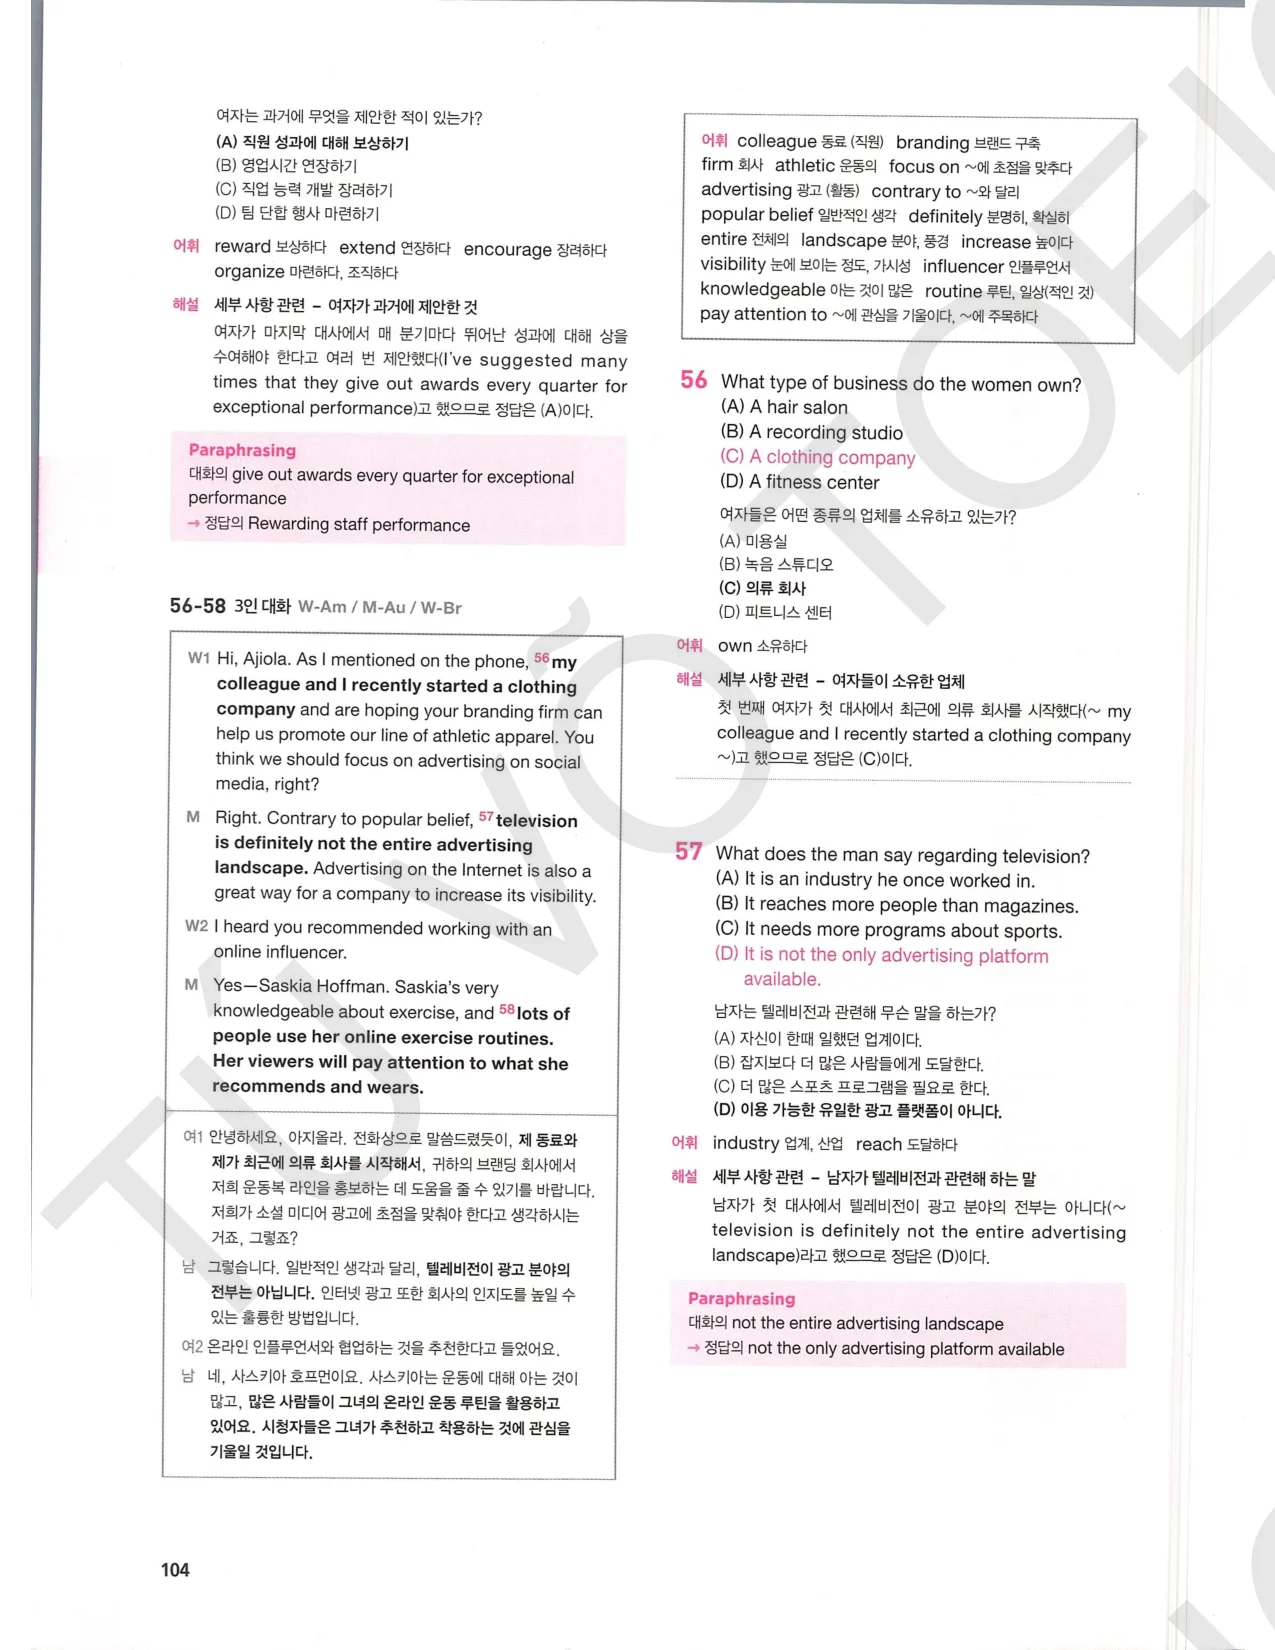 여자는 과거에 무엇을 제안한 적이 있는가?
(A) 직원 성과에 대해 보상하기
(B) 영업시간 연장하기
(C) 직업 능력 개발 장려하기
(D) 팀 단합 행사 마련하기
어휘 reward 보상하다 extend 연장하다 encourage 장려하다
organize 마련하다, 조직하다
해설 세부 사항 관련 – 여자가 과거에 제안한 것
여자가 마지막 대사에서 매 분기마다 뛰어난 성과에 대해 상을
수여해야 한다고 여러 번 제안했다(I've suggested many
times that they give out awards every quarter for
exceptional performance)고 했으므로 정답은 (A)이다.
Paraphrasing
대화의 give out awards every quarter for exceptional
performance
→ 정답의 Rewarding staff performance
56-58 3인 대화 W-Am / M-Au / W-Br
W1 Hi, Ajiola. As I mentioned on the phone, 56 my
colleague and I recently started a clothing
company and are hoping your branding firm can
help us promote our line of athletic apparel. You
think we should focus on advertising on social
media, right?
M Right. Contrary to popular belief, 57 television
is definitely not the entire advertising
landscape. Advertising on the Internet is also a
great way for a company to increase its visibility.
W2 I heard you recommended working with an
online influencer.
M Yes—Saskia Hoffman. Saskia's very
knowledgeable about exercise, and 58 lots of
people use her online exercise routines.
Her viewers will pay attention to what she
recommends and wears.
여1 안녕하세요, 아지올라. 전화상으로 말씀드렸듯이, 제 동료와
제가 최근에 의류 회사를 시작해서, 귀하의 브랜딩 회사에서
저희 운동복 라인을 홍보하는 데 도움을 줄 수 있기를 바랍니다.
저희가 소셜 미디어 광고에 초점을 맞춰야 한다고 생각하시는
거죠, 그렇죠?
남 그렇습니다. 일반적인 생각과 달리, 텔레비전이 광고 분야의
전부는 아닙니다. 인터넷 광고 또한 회사의 인지도를 높일 수
있는 훌륭한 방법입니다.
여2 온라인 인플루언서와 협업하는 것을 추천한다고 들었어요.
남 네, 사스키아 호프먼이요. 사스키아는 운동에 대해 아는 것이
많고, 많은 사람들이 그녀의 온라인 운동 루틴을 활용하고
있어요. 시청자들은 그녀가 추천하고 착용하는 것에 관심을
기울일 것입니다.
104
어휘 colleague 동료 (직원) branding 브랜드 구축
firm 회사 athletic 운동의 focus on ~에 초점을 맞추다
advertising 광고 (활동) contrary to ~와 달리
popular belief 일반적인 생각 definitely 분명히, 확실히
entire 전체의 landscape 분야, 풍경 increase 높이다
visibility 눈에 보이는 정도, 가시성 influencer 인플루언서
knowledgeable 아는 것이 많은 routine 루틴, 일상(적인 것)
pay attention to ~에 관심을 기울이다, ~에 주목하다
56 What type of business do the women own?
(A) A hair salon
(B) A recording studio
(C) A clothing company
(D) A fitness center
여자들은 어떤 종류의 업체를 소유하고 있는가?
(A) 미용실
(B) 녹음 스튜디오
(C) 의류 회사
(D) 피트니스 센터
어휘 own 소유하다
해설 세부 사항 관련 – 여자들이 소유한 업체
첫 번째 여자가 첫 대사에서 최근에 의류 회사를 시작했다(~ my
colleague and I recently started a clothing company
~)고 했으므로 정답은 (C)이다.
57 What does the man say regarding television?
(A) It is an industry he once worked in.
(B) It reaches more people than magazines.
(C) It needs more programs about sports.
(D) It is not the only advertising platform
available.
남자는 텔레비전과 관련해 무슨 말을 하는가?
(A) 자신이 한때 일했던 업계이다.
(B) 잡지보다 더 많은 사람들에게 도달한다.
(C) 더 많은 스포츠 프로그램을 필요로 한다.
(D) 이용 가능한 유일한 광고 플랫폼이 아니다.
어휘 industry 업계, 산업 reach 도달하다
해설 세부 사항 관련 – 남자가 텔레비전과 관련해 하는 말
남자가 첫 대사에서 텔레비전이 광고 분야의 전부는 아니다(~
television is definitely not the entire advertising
landscape)라고 했으므로 정답은 (D)이다.
Paraphrasing
대화의 not the entire advertising landscape
→ 정답의 not the only advertising platform available
TÚ VÕ TOEIC